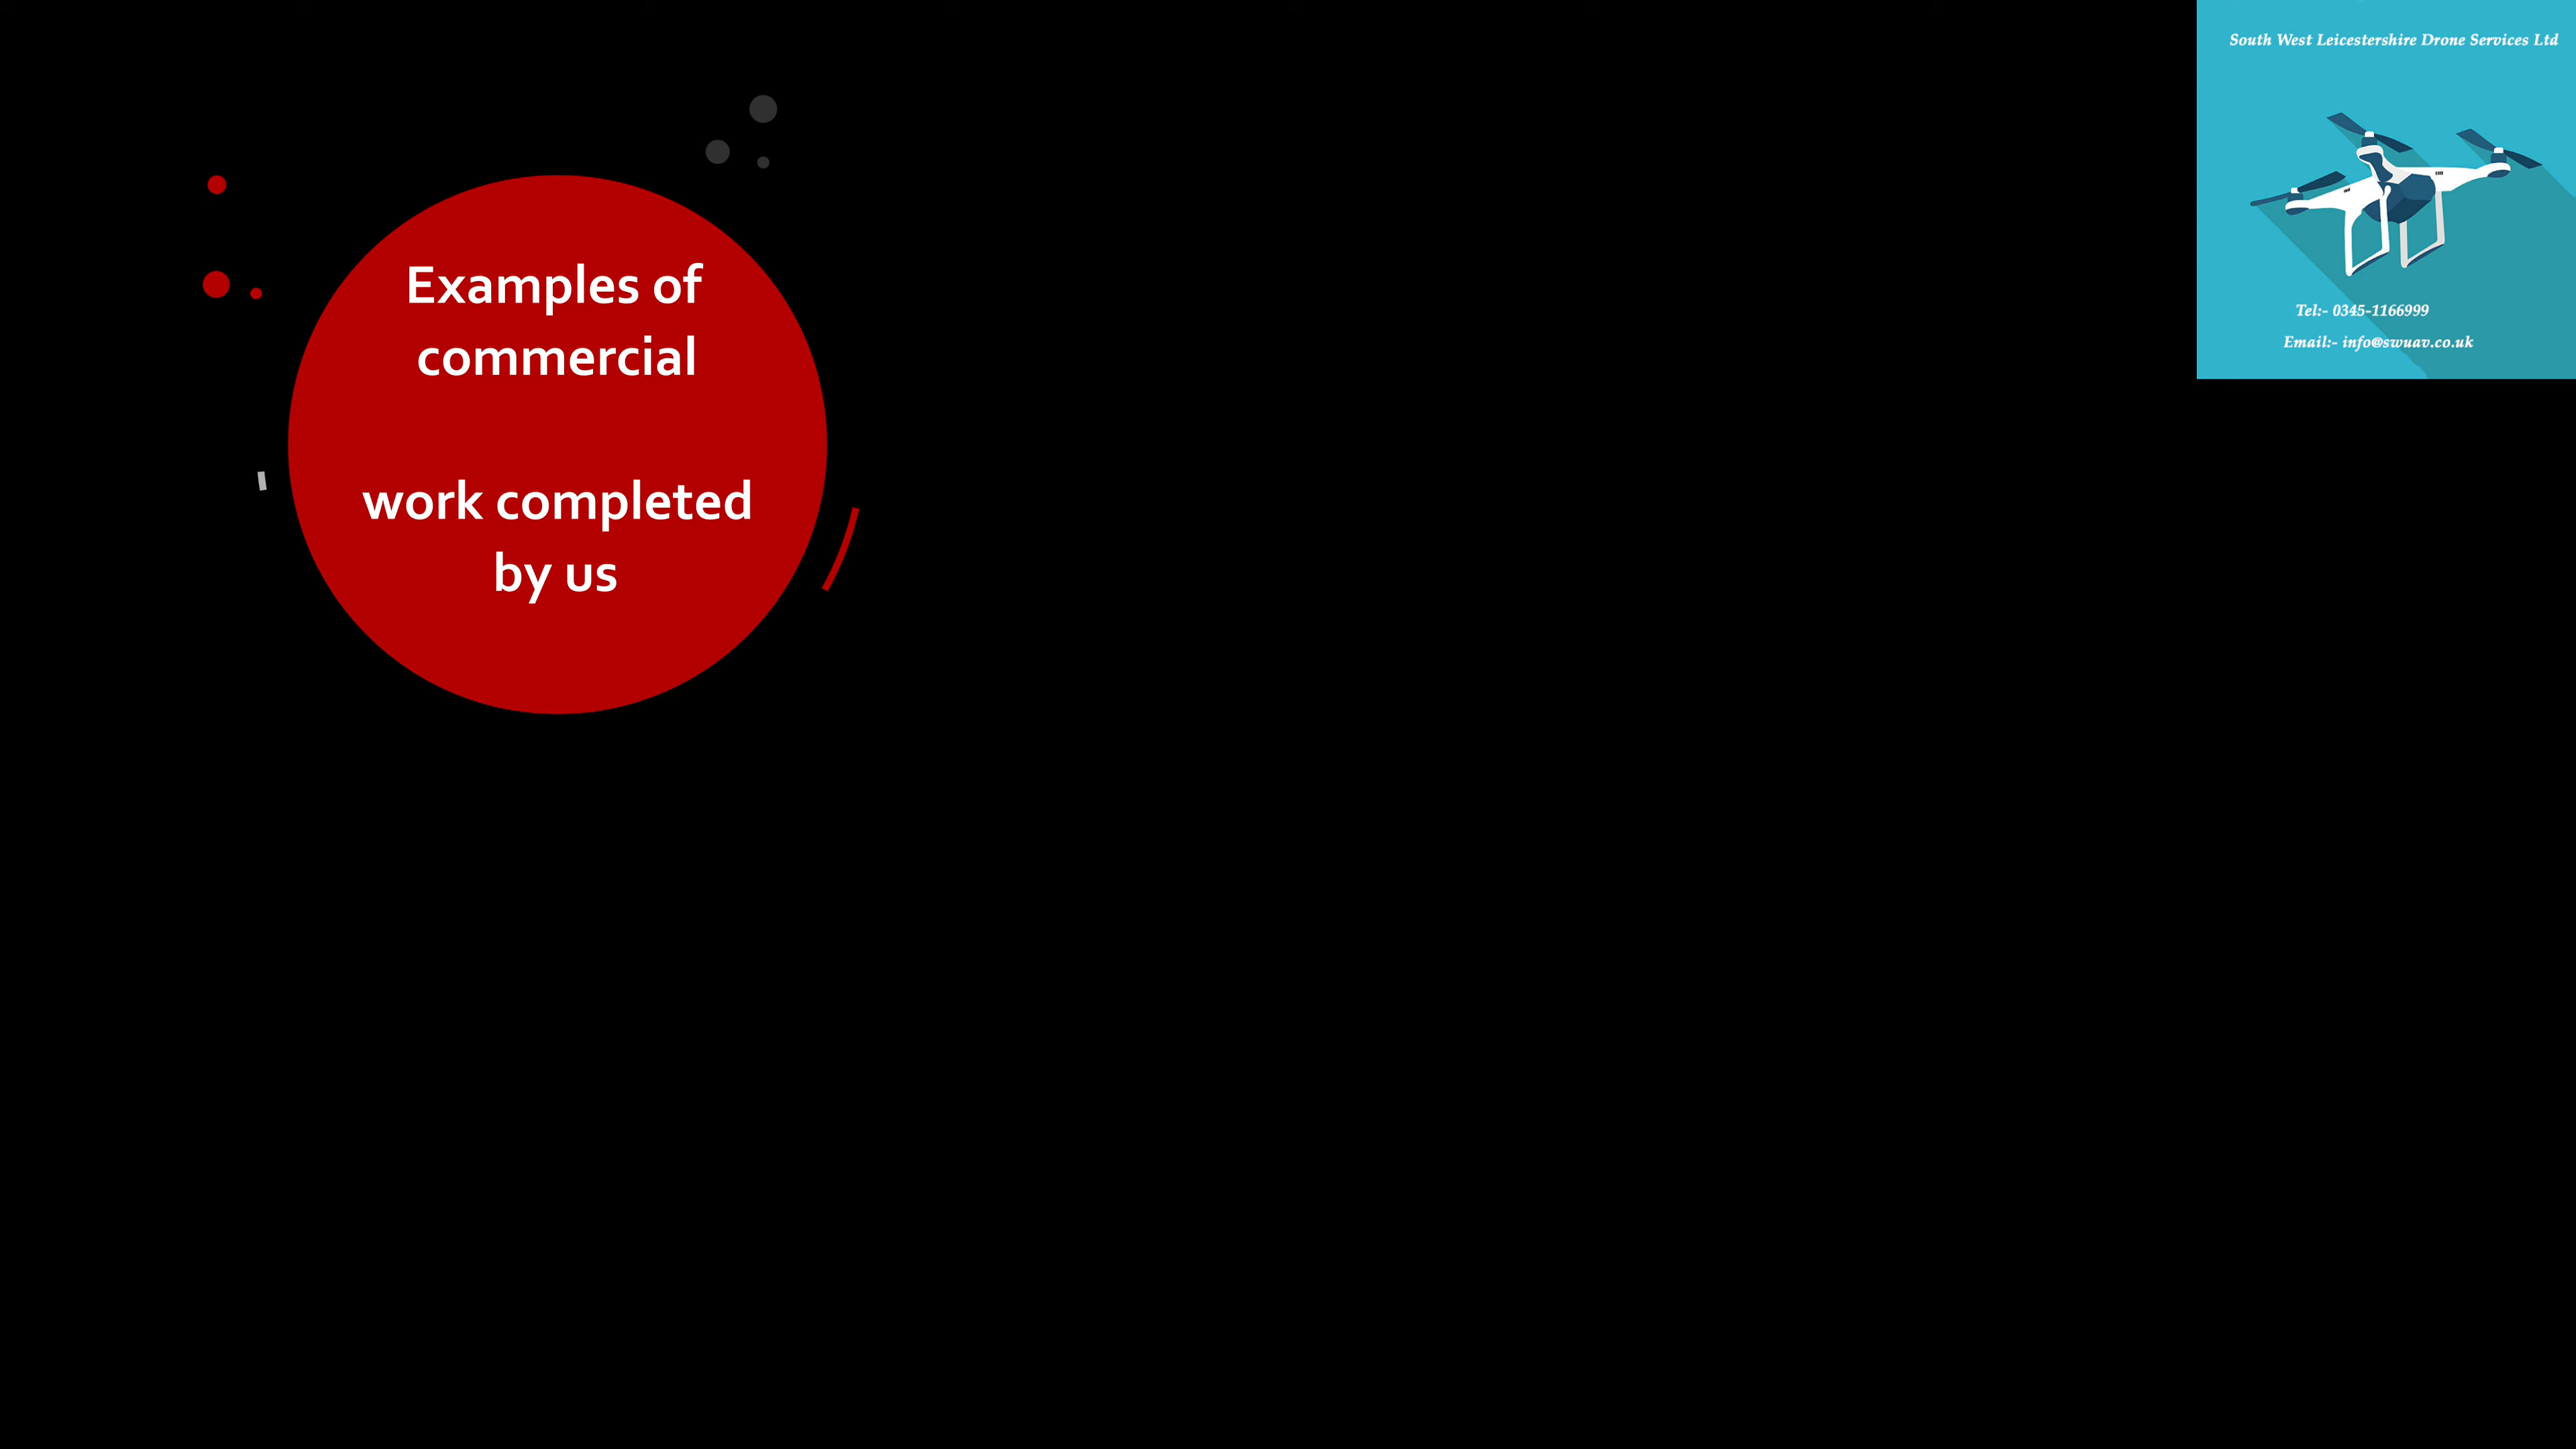 Examples of
commercial
work completed
by us
South West Leicestershire Drone Services Ltd
Tel:- 0345-1166999
Email:- info@swuav.co.uk